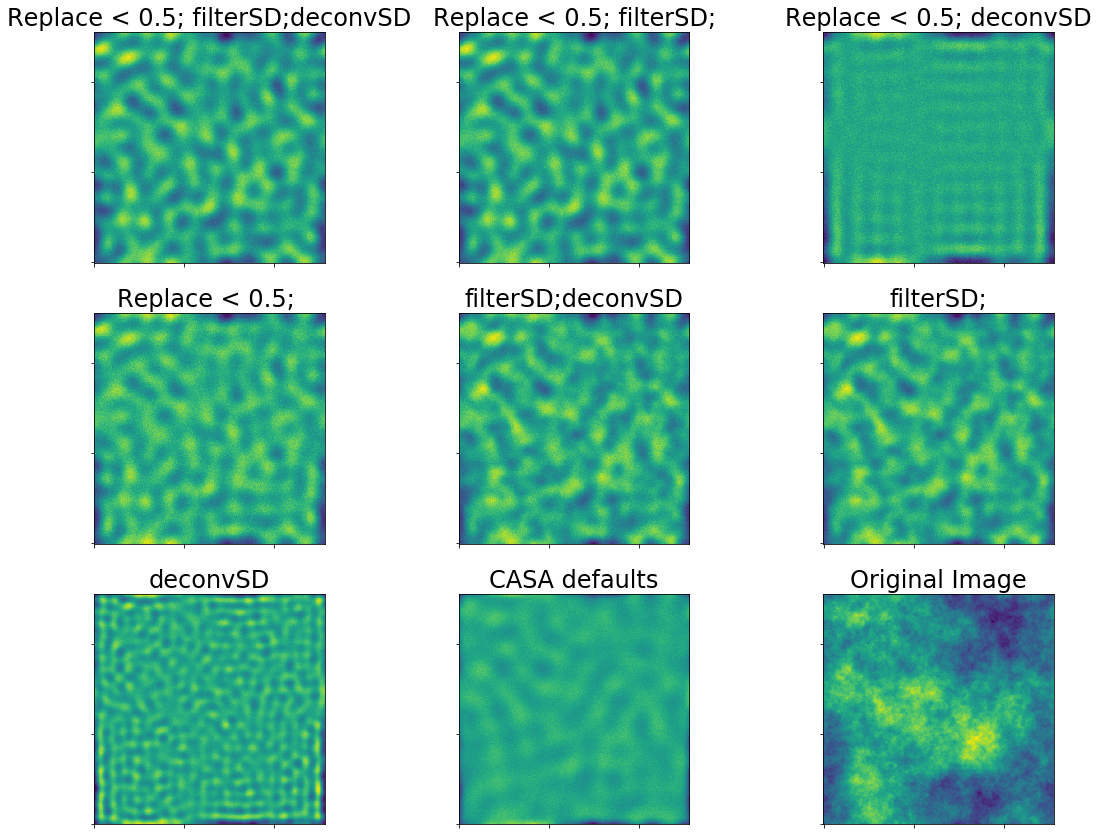 Replace < 0.5; filterSD;deconvSD
Replace < 0.5; filterSD;
Replace < 0.5; deconvSD
Replace < 0.5;
filterSD;deconvSD
filterSD;
deconvSD
CASA defaults
Original Image